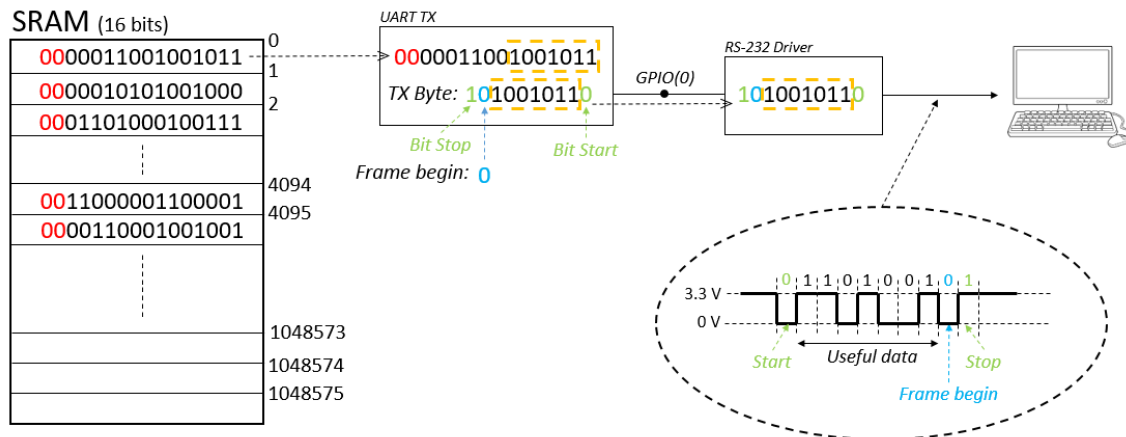 SRAM (16 bits)
0
0000011001001011
1
0000010101001000
2
0001101000100111
4094
0011000001100001
4095
0000110001001001
1048573
1048574
1048575
UART TX
0000011001001011
TX Byte: 1010010110
Bit Stop
Bit Start
Frame begin: 0
GPIO(0)
RS-232 Driver
1010010110
0 1 1 0 1 0 0 1 0 1
3.3 V
0 V
Start
Useful data
Stop
Frame begin